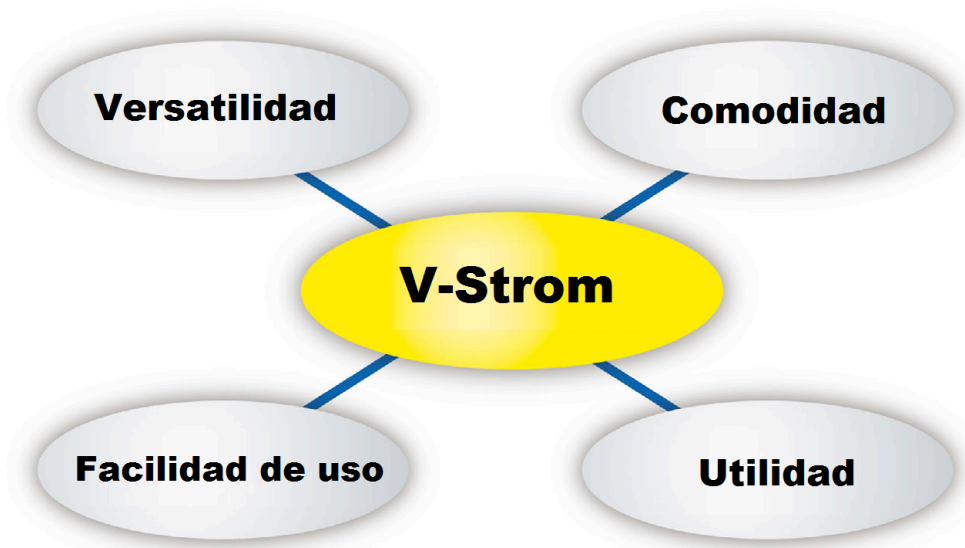 Versatilidad
Comodidad
V-Strom
Facilidad de uso
Utilidad